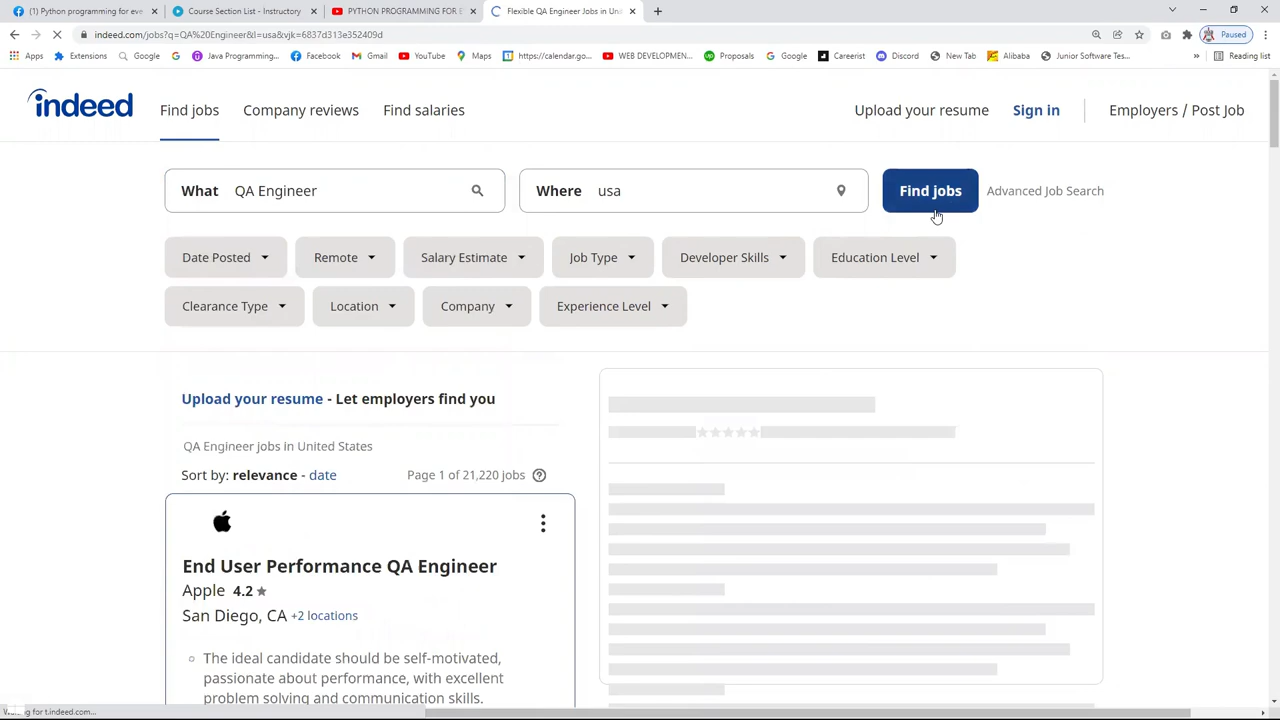 (1) Python programming for eve
Course Section List - Instructory
PYTHON PROGRAMMING FOR E
Flexible QA Engineer Jobs in Uni
indeed.com/jobs?q=QA%20Engineer&l=usa&vjk=6837d313e352409d
Paused
Apps
Extensions
Google
Java Programming...
Facebook
Gmail
YouTube
Maps
https://calendar.go...
WEB DEVELOPMEN...
Proposals
Google
Careerist
Discord
New Tab
Alibaba
Junior Software Tes...
»
Reading list
indeed
Find jobs
Company reviews
Find salaries
Upload your resume
Sign in
Employers / Post Job
What QA Engineer
Where usa
Find jobs
Advanced Job Search
Date Posted
Remote
Salary Estimate
Job Type
Developer Skills
Education Level
Clearance Type
Location
Company
Experience Level
Upload your resume - Let employers find you
QA Engineer jobs in United States
Sort by: relevance - date
Page 1 of 21,220 jobs
End User Performance QA Engineer
Apple 4.2
San Diego, CA +2 locations
The ideal candidate should be self-motivated,
passionate about performance, with excellent
problem solving and communication skills.
Waiting for t.indeed.com...